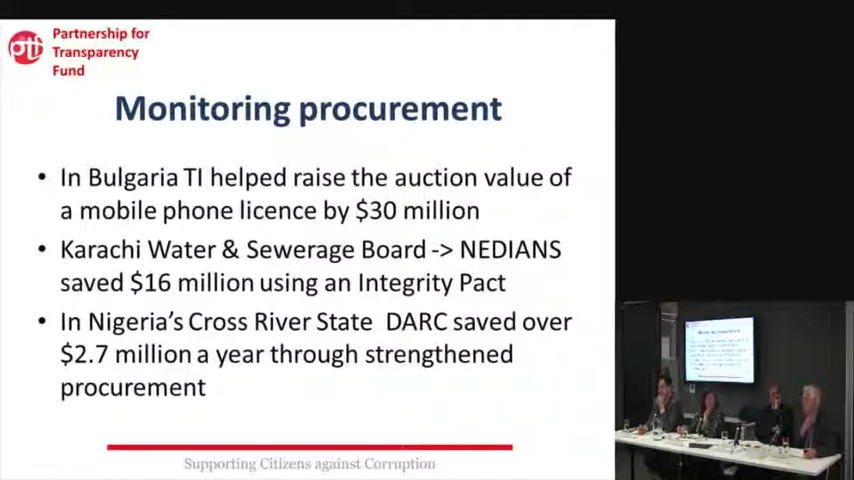 ptf
Partnership for
Transparency
Fund
Monitoring procurement
• In Bulgaria TI helped raise the auction value of
a mobile phone licence by $30 million
• Karachi Water & Sewerage Board -> NEDIANS
saved $16 million using an Integrity Pact
• In Nigeria’s Cross River State DARC saved over
$2.7 million a year through strengthened
procurement
Supporting Citizens against Corruption